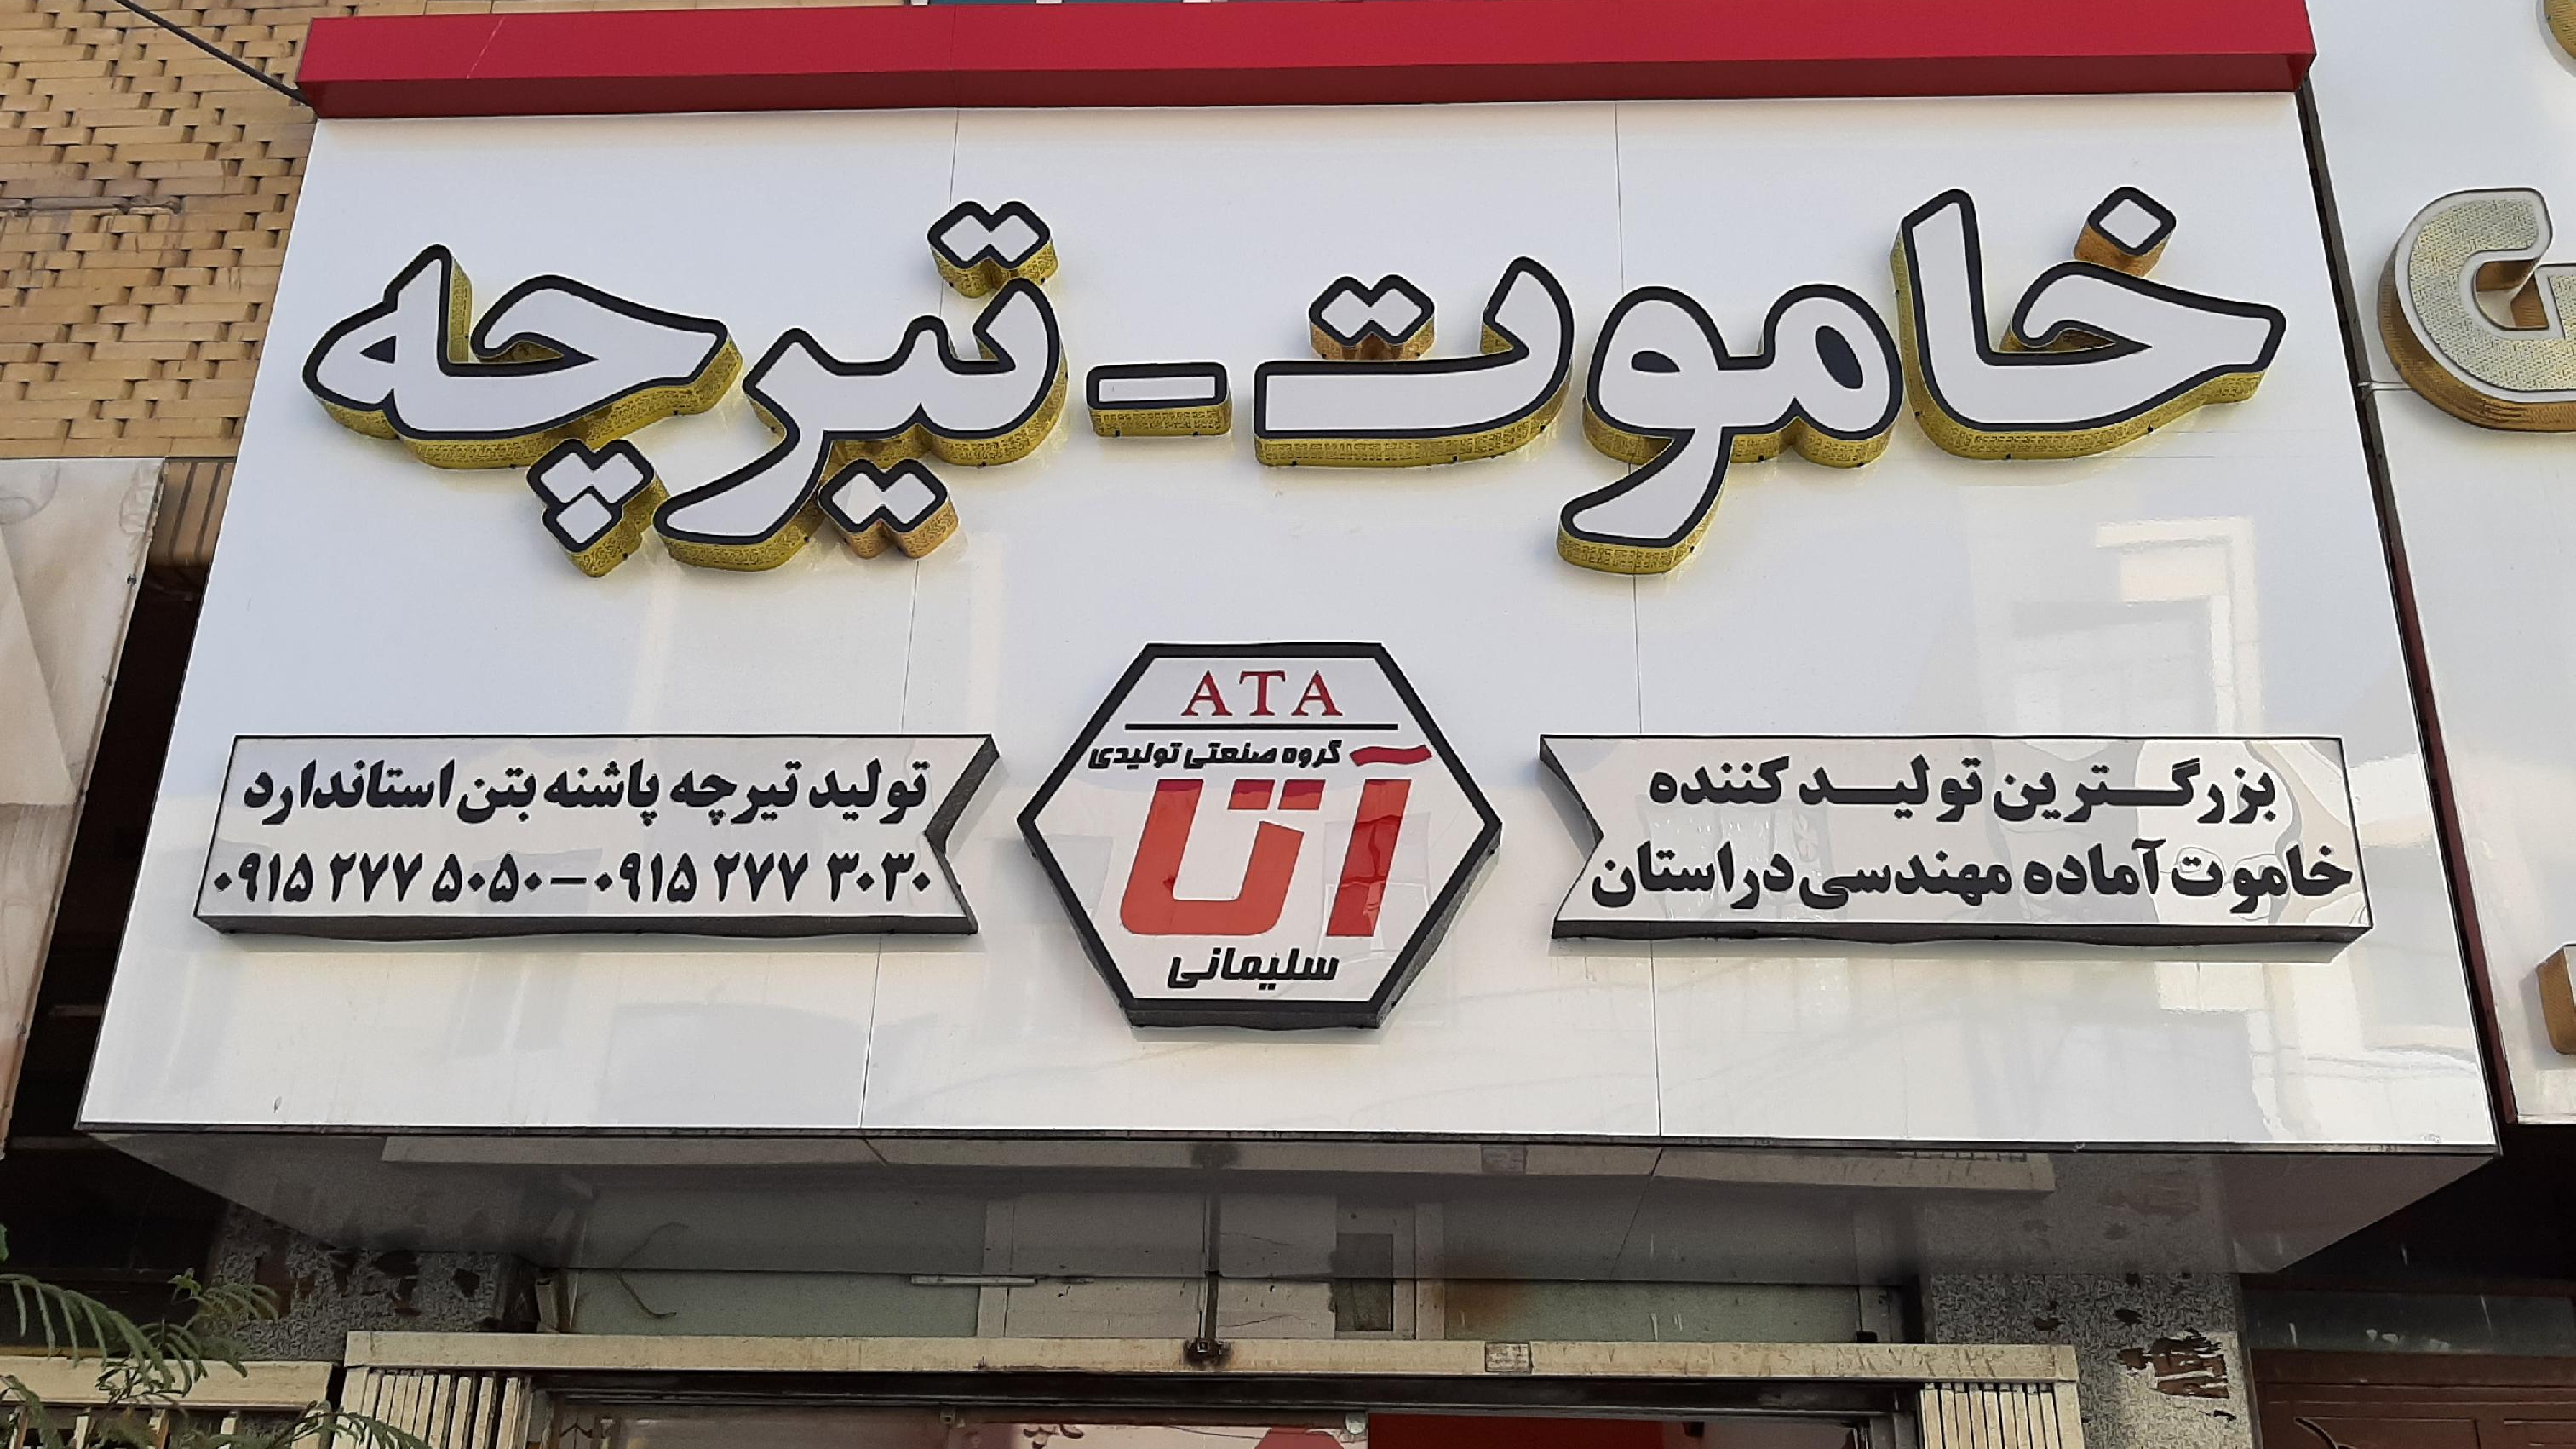 خاموت - تیرچه
بزرگترین تولید کننده
خاموت آماده مهندسی در استان
ATA
گروه صنعتی تولیدی
آتا
سلیمانی
تولید تیرچه پاشنه بتن استاندارد
۰۹۱۵ ۲۷۷ ۵۰۵۰ - ۰۹۱۵ ۲۷۷ ۳۰۳۰